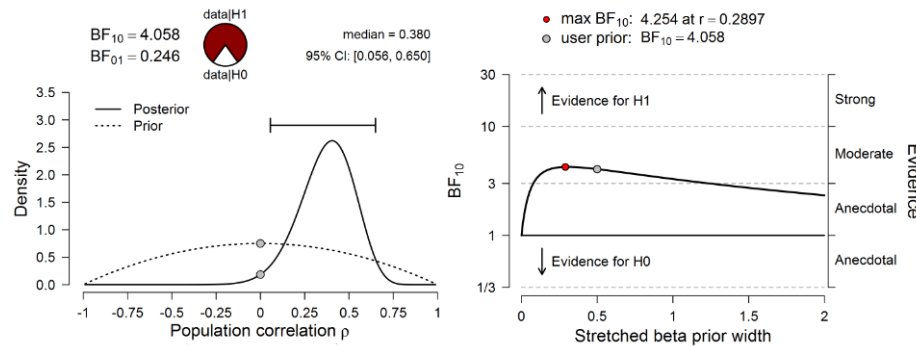 data|H1
BF₁₀ = 4.058
BF₀₁ = 0.246
data|H0
median = 0.380
95% CI: [0.056, 0.650]
Posterior
Prior
Density
3.5
3.0
2.5
2.0
1.5
1.0
0.5
0.0
-1 -0.75 -0.5 -0.25 0 0.25 0.5 0.75 1
Population correlation ρ
max BF₁₀: 4.254 at r = 0.2897
user prior: BF₁₀ = 4.058
BF₁₀
30
10
3
1
1/3
Evidence for H1
Evidence for H0
Strong
Moderate
Anecdotal
Anecdotal
Evidence
0 0.5 1 1.5 2
Stretched beta prior width